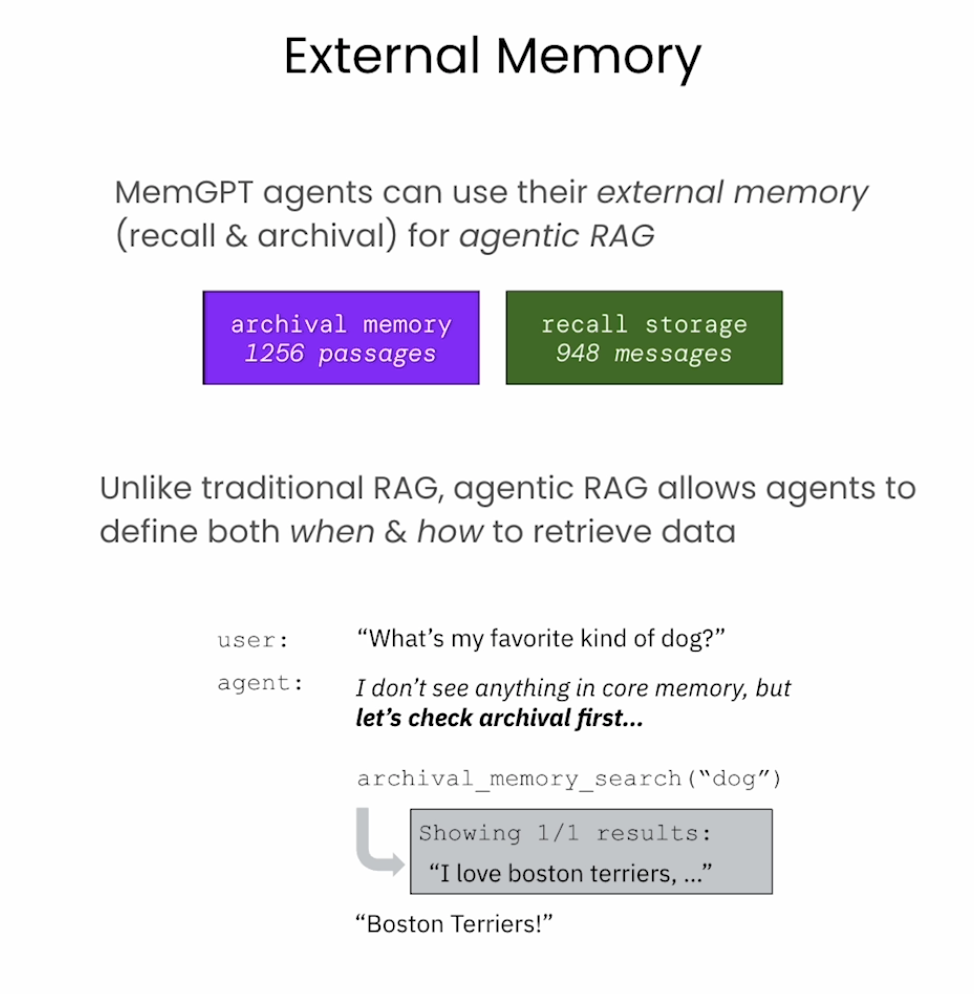 External Memory
MemGPT agents can use their external memory
(recall & archival) for agentic RAG
archival memory
1256 passages
recall storage
948 messages
Unlike traditional RAG, agentic RAG allows agents to
define both when & how to retrieve data
user: “What’s my favorite kind of dog?”
agent: I don’t see anything in core memory, but
let’s check archival first...
archival_memory_search(“dog”)
Showing 1/1 results:
“I love boston terriers, ...”
“Boston Terriers!”